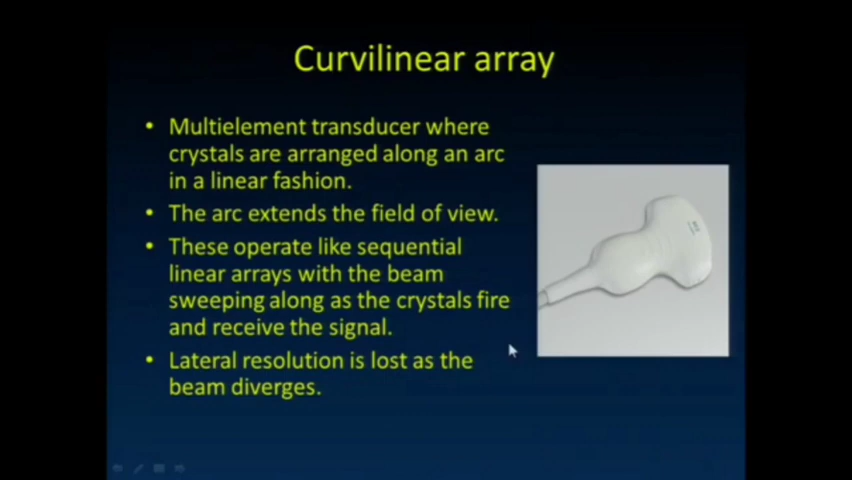 Curvilinear array
• Multielement transducer where
crystals are arranged along an arc
in a linear fashion.
• The arc extends the field of view.
• These operate like sequential
linear arrays with the beam
sweeping along as the crystals fire
and receive the signal.
• Lateral resolution is lost as the
beam diverges.